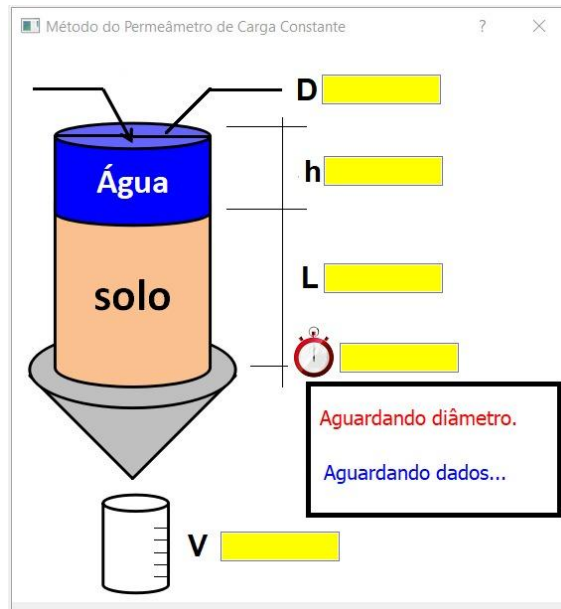 Método do Permeâmetro de Carga Constante
?
D
Água
h
solo
L
Aguardando diâmetro.
Aguardando dados...
V